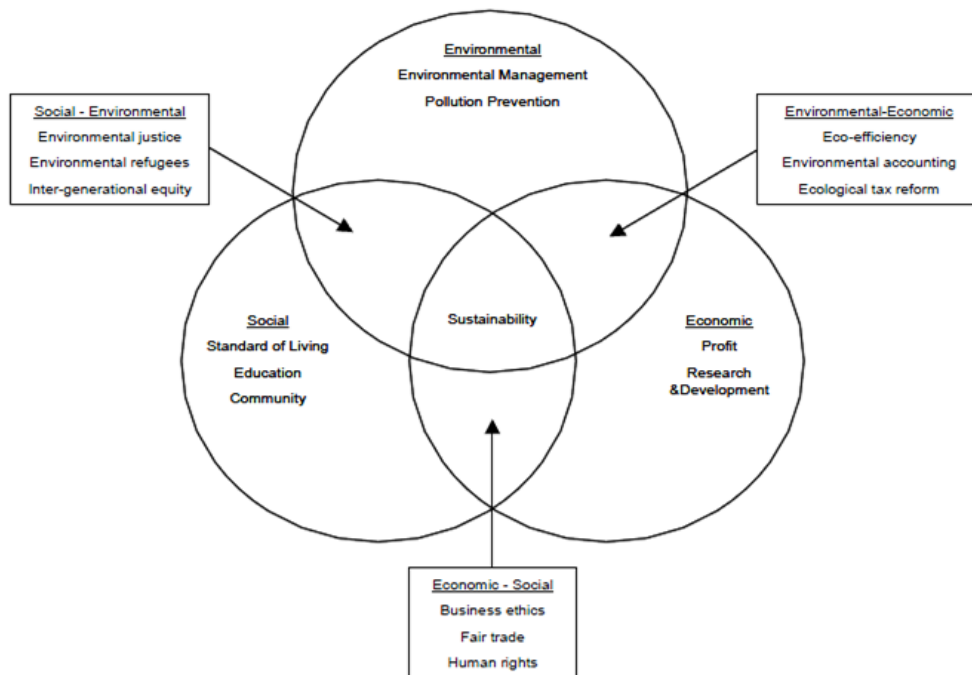 Environmental
Environmental Management
Pollution Prevention
Social - Environmental
Environmental justice
Environmental refugees
Inter-generational equity
Environmental-Economic
Eco-efficiency
Environmental accounting
Ecological tax reform
Social
Standard of Living
Education
Community
Sustainability
Economic
Profit
Research
&Development
Economic - Social
Business ethics
Fair trade
Human rights